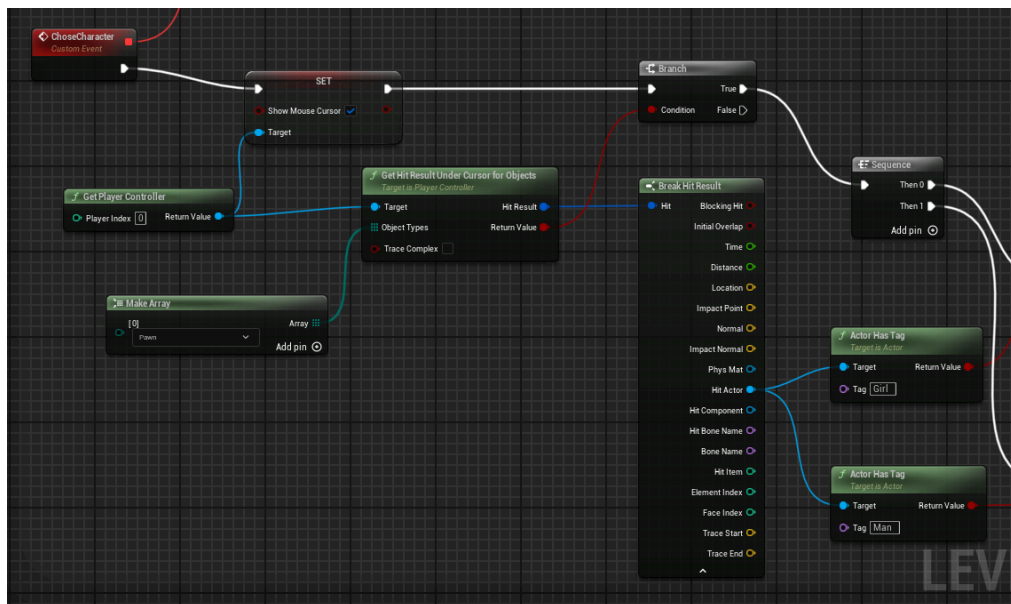 ChoseCharacter
Custom Event
SET
Show Mouse Cursor
Target
Branch
True
Condition
False
Sequence
Then 0
Then 1
Add pin
Get Player Controller
Player Index 0
Return Value
Get Hit Result Under Cursor for Objects
Target is Player Controller
Target
Hit Result
Object Types
Return Value
Trace Complex
Make Array
[0]
Pawn
Array
Add pin
Break Hit Result
Hit
Blocking Hit
Initial Overlap
Time
Distance
Location
Impact Point
Normal
Impact Normal
Phys Mat
Hit Actor
Hit Component
Hit Bone Name
Bone Name
Hit Item
Element Index
Face Index
Trace Start
Trace End
Actor Has Tag
Target is Actor
Target
Return Value
Tag Girl
Actor Has Tag
Target is Actor
Target
Return Value
Tag Man
LEV